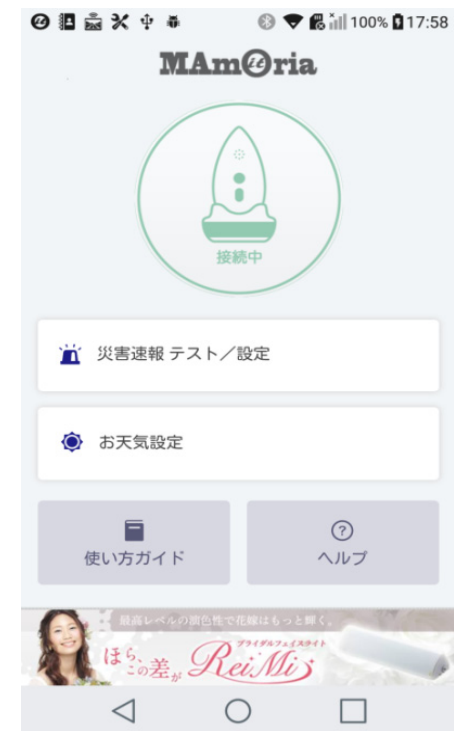 100% 17:58
MAmoria
接続中
災害速報 テスト／設定
お天気設定
使い方ガイド
ヘルプ
最高レベルの面色性で花嫁はもっと輝く。
ブライダルフェイスライト
ほら、
この差が
ReiMi